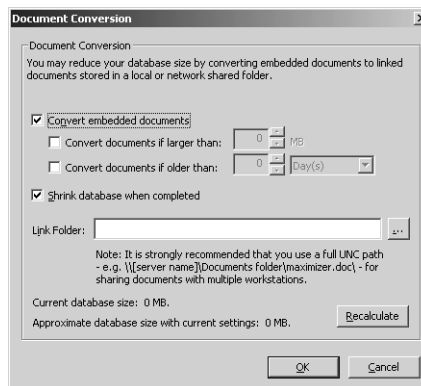 Document Conversion
Document Conversion
You may reduce your database size by converting embedded documents to linked
documents stored in a local or network shared folder.
Convert embedded documents
Convert documents if larger than: 0 MB
Convert documents if older than: 0 Day(s)
Shrink database when completed
Link Folder: ...
Note: It is strongly recommended that you use a full UNC path
- e.g. \\[server name]\Documents folder\maximizer.doc\ - for
sharing documents with multiple workstations.
Current database size: 0 MB.
Approximate database size with current settings: 0 MB.
Recalculate
OK Cancel